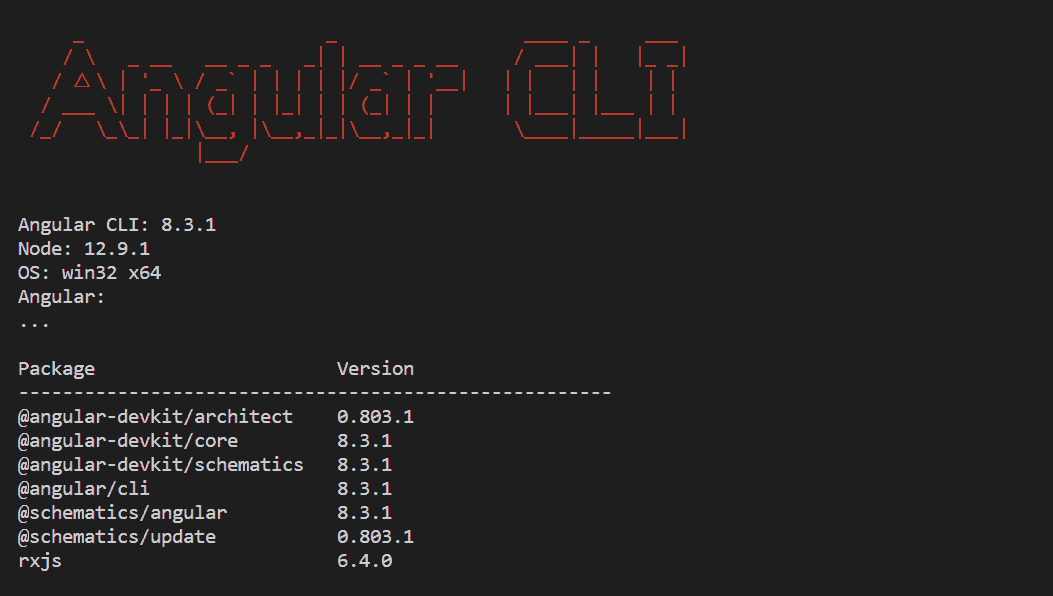 Angular CLI
Angular CLI: 8.3.1
Node: 12.9.1
OS: win32 x64
Angular:
...
Package Version
------------------------------------------------------
@angular-devkit/architect 0.803.1
@angular-devkit/core 8.3.1
@angular-devkit/schematics 8.3.1
@angular/cli 8.3.1
@schematics/angular 8.3.1
@schematics/update 0.803.1
rxjs 6.4.0